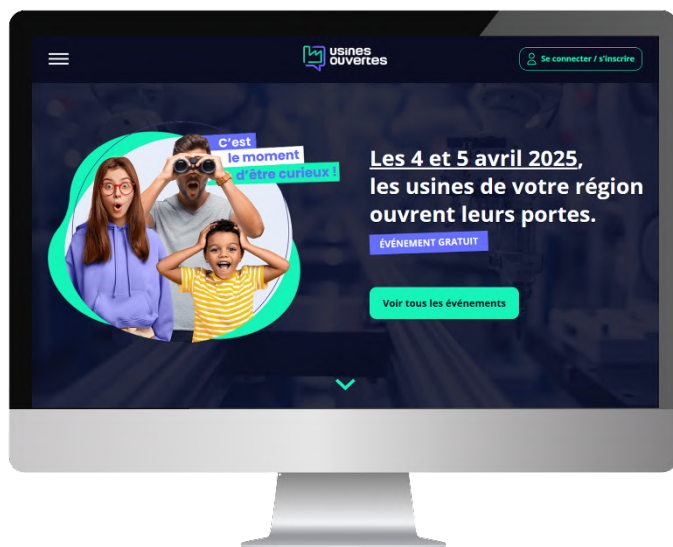 usines
ouvertes
Se connecter / s'inscrire
C'est
le moment
d'être curieux !
Les 4 et 5 avril 2025,
les usines de votre région
ouvrent leurs portes.
ÉVÉNEMENT GRATUIT
Voir tous les événements